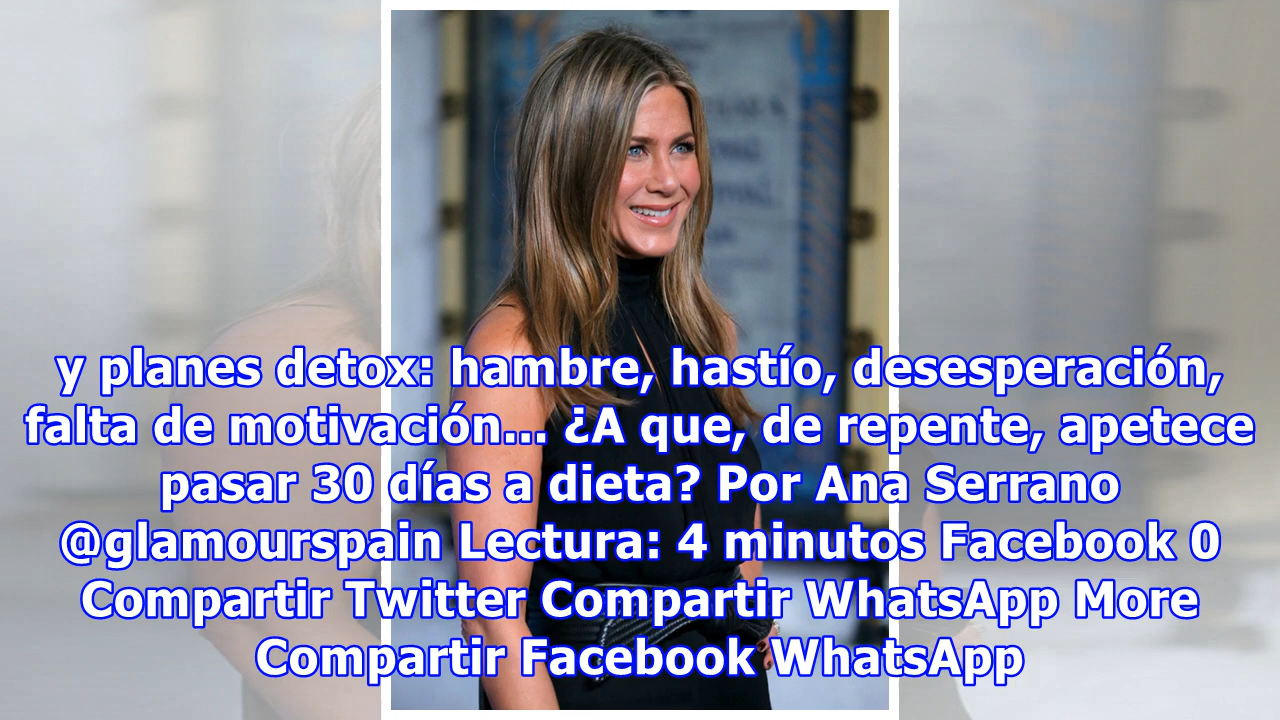 y planes detox: hambre, hastío, desesperación,
falta de motivación... ¿A que, de repente, apetece
pasar 30 días a dieta? Por Ana Serrano
@glamourspain Lectura: 4 minutos Facebook 0
Compartir Twitter Compartir WhatsApp More
Compartir Facebook WhatsApp